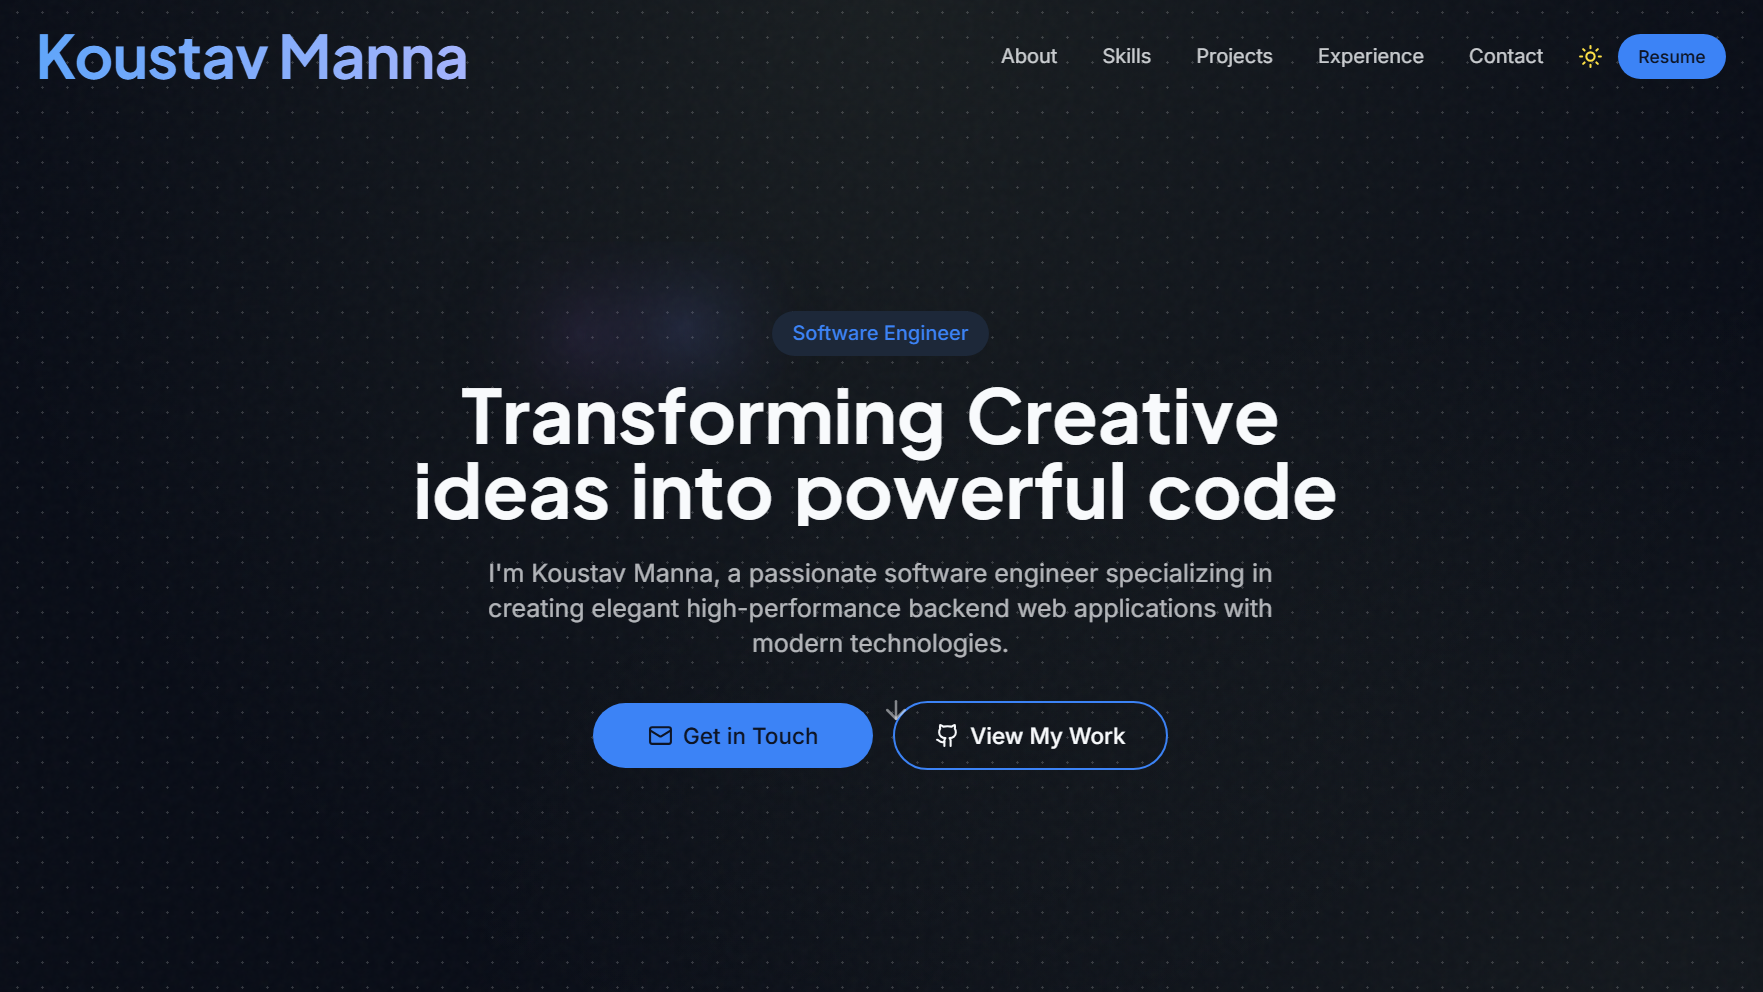 Koustav Manna
About
Skills
Projects
Experience
Contact
Resume
Software Engineer
Transforming Creative
ideas into powerful code
I'm Koustav Manna, a passionate software engineer specializing in
creating elegant high-performance backend web applications with
modern technologies.
Get in Touch
View My Work